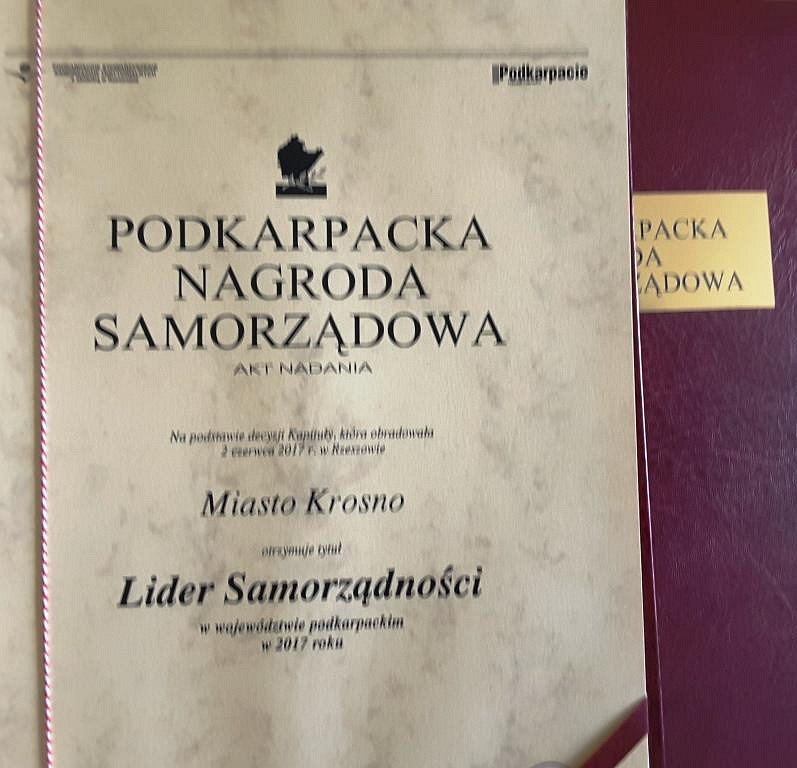 Podkarpacie
PODKARPACKA
NAGRODA
SAMORZĄDOWA
AKT NADANIA
Na podstawie decyzji Kapituły, która obradowała
2 czerwca 2017 r. w Rzeszowie
Miasto Krosno
otrzymuje tytuł
Lider Samorządności
w województwie podkarpackim
w 2017 roku
PACKA
DA
ZĄDOWA